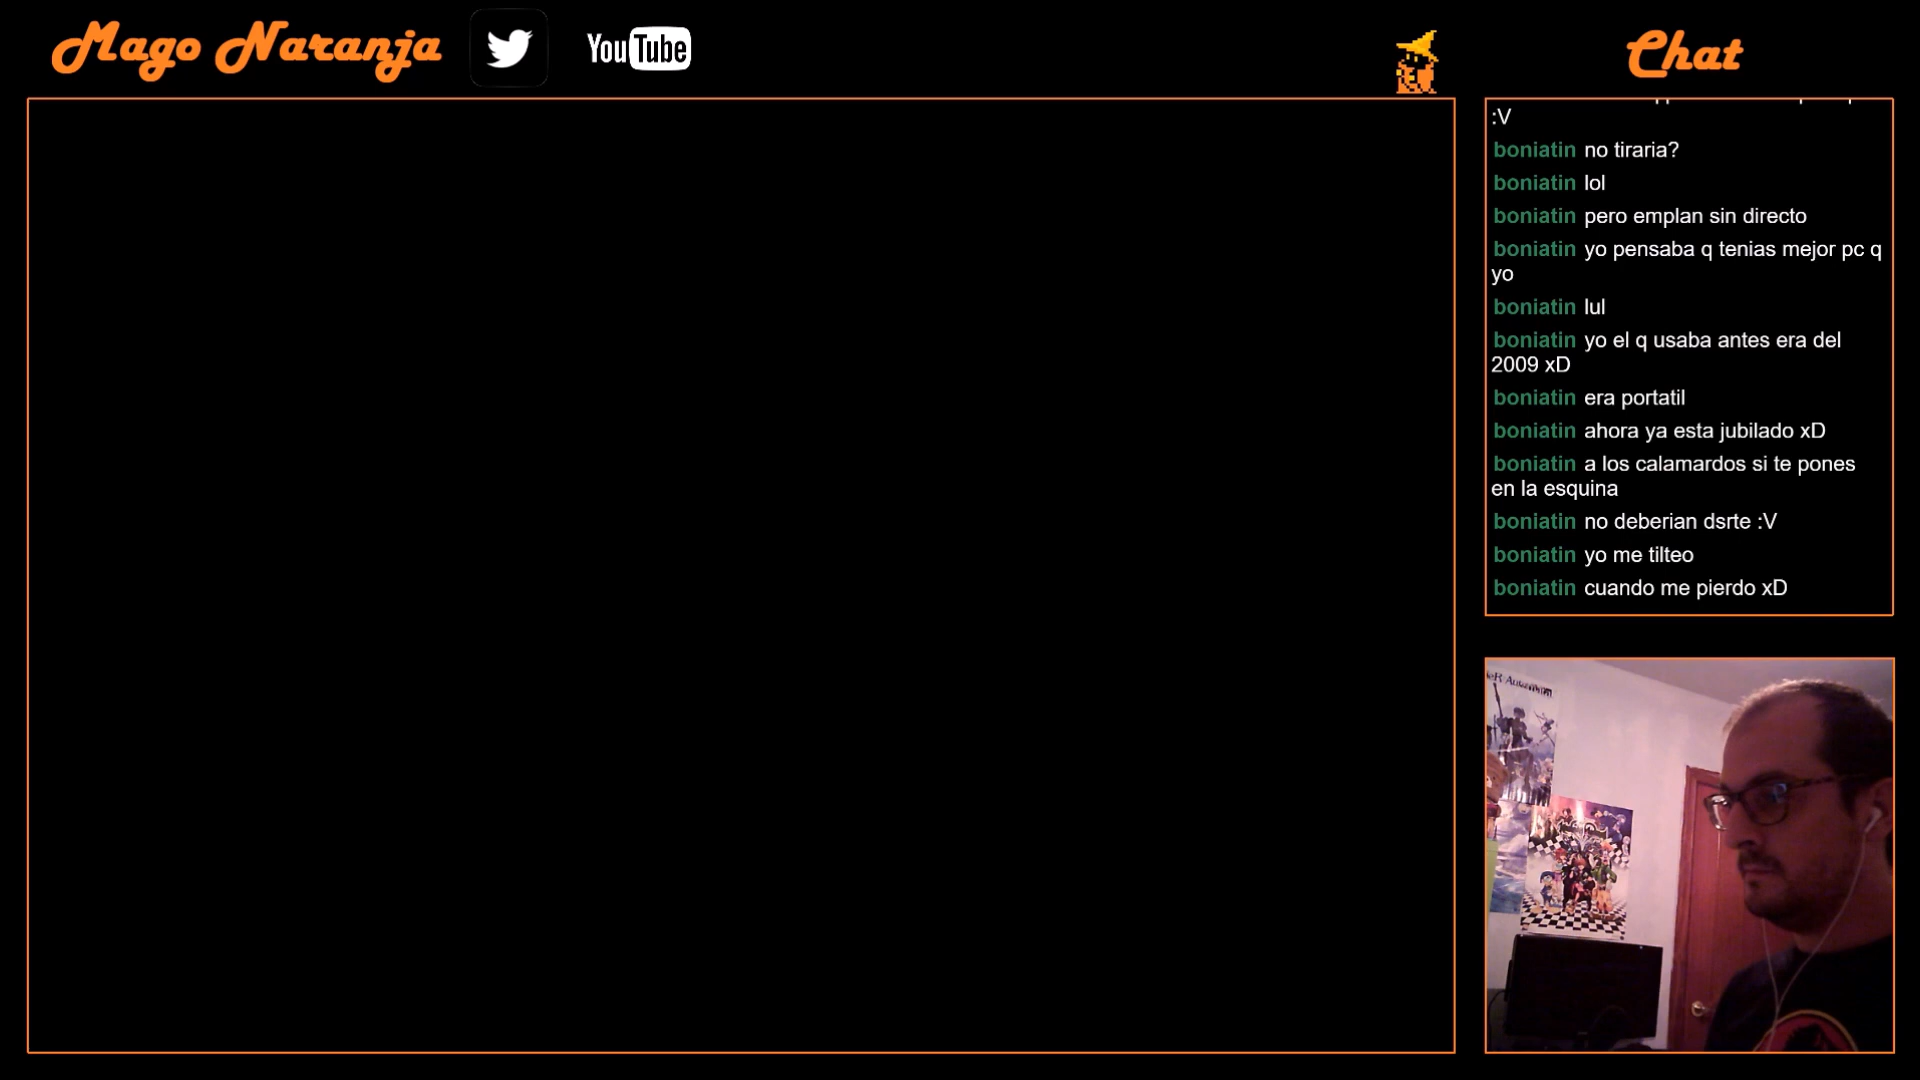 Mago Naranja
YouTube
Chat
:V
boniatin no tiraria?
boniatin lol
boniatin pero emplan sin directo
boniatin yo pensaba q tenias mejor pc q
yo
boniatin lul
boniatin yo el q usaba antes era del
2009 xD
boniatin era portatil
boniatin ahora ya esta jubilado xD
boniatin a los calamardos si te pones
en la esquina
boniatin no deberian dsrte :V
boniatin yo me tilteo
boniatin cuando me pierdo xD